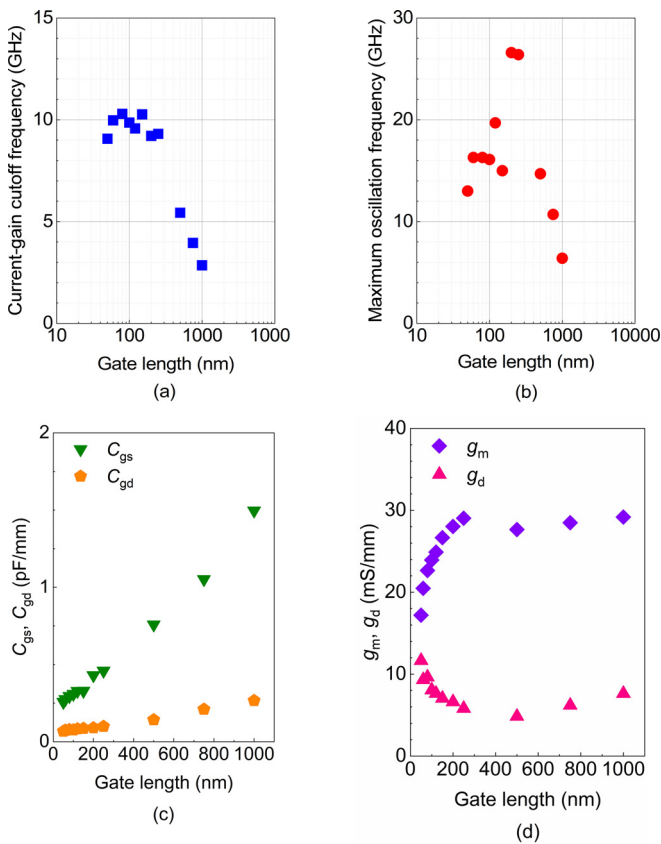 15
10
5
0
10
100
1000
10000
Current-gain cutoff frequency (GHz)
Gate length (nm)
(a)
30
20
10
0
10
100
1000
10000
Maximum oscillation frequency (GHz)
Gate length (nm)
(b)
2
1
0
0
200
400
600
800
1000
Cgs
Cgd
Cgs, Cgd (pF/mm)
Gate length (nm)
(c)
40
30
20
10
0
0
200
400
600
800
1000
gm
gd
gm, gd (mS/mm)
Gate length (nm)
(d)